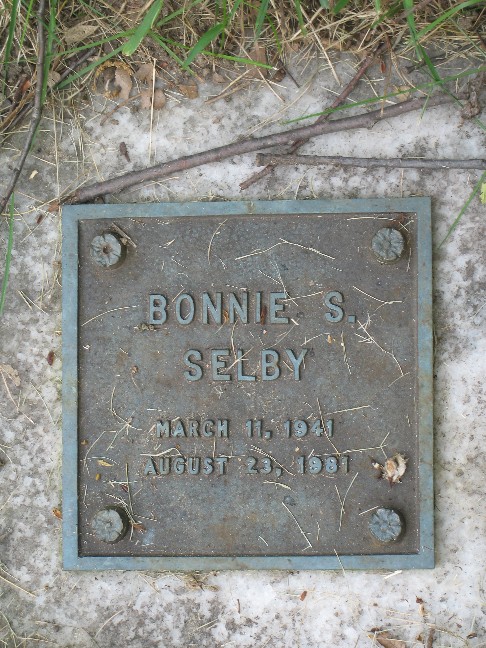 BONNIE S.
SELBY
MARCH 11, 1941
AUGUST 23, 1981